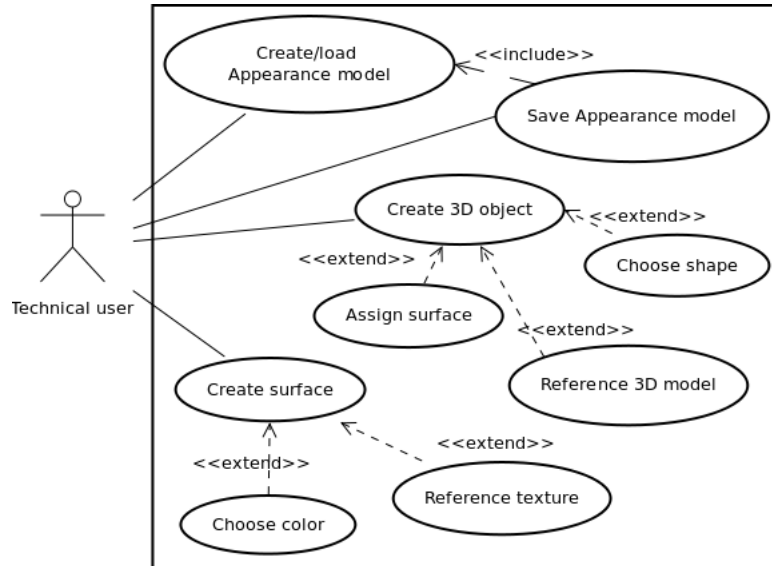 Create/load
Appearance model
<<include>>
Save Appearance model
Create 3D object
<<extend>>
Choose shape
<<extend>>
Technical user
Assign surface
<<extend>>
Reference 3D model
Create surface
<<extend>>
<<extend>>
Reference texture
Choose color